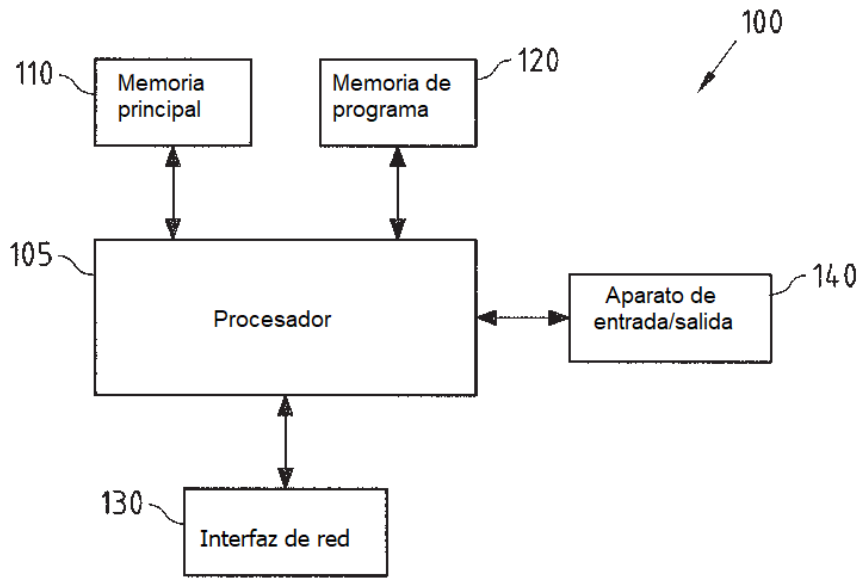 100
110
Memoria
principal
120
Memoria de
programa
105
Procesador
140
Aparato de
entrada/salida
130
Interfaz de red